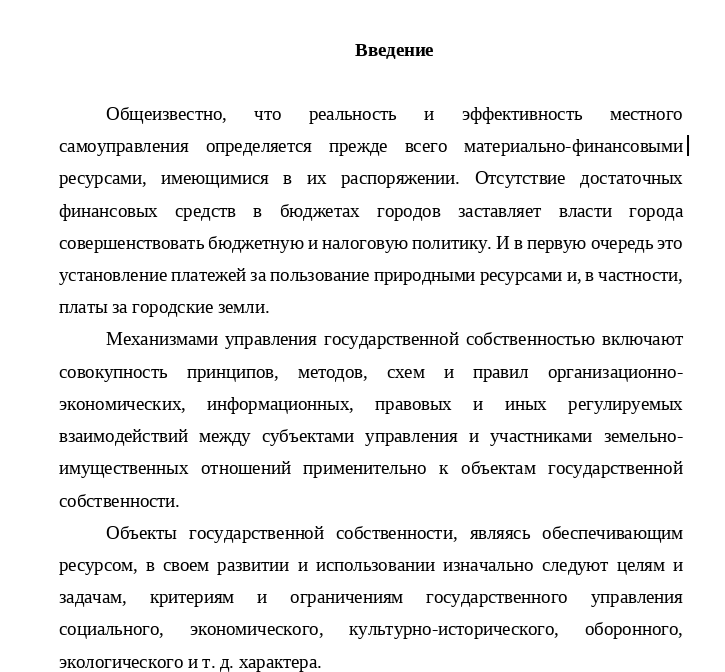 Введение
Общеизвестно, что реальность и эффективность местного
самоуправления определяется прежде всего материально-финансовыми
ресурсами, имеющимися в их распоряжении. Отсутствие достаточных
финансовых средств в бюджетах городов заставляет власти города
совершенствовать бюджетную и налоговую политику. И в первую очередь это
установление платежей за пользование природными ресурсами и, в частности,
платы за городские земли.
Механизмами управления государственной собственностью включают
совокупность принципов, методов, схем и правил организационно-
экономических, информационных, правовых и иных регулируемых
взаимодействий между субъектами управления и участниками земельно-
имущественных отношений применительно к объектам государственной
собственности.
Объекты государственной собственности, являясь обеспечивающим
ресурсом, в своем развитии и использовании изначально следуют целям и
задачам, критериям и ограничениям государственного управления
социального, экономического, культурно-исторического, оборонного,
экологического и т. д. характера.